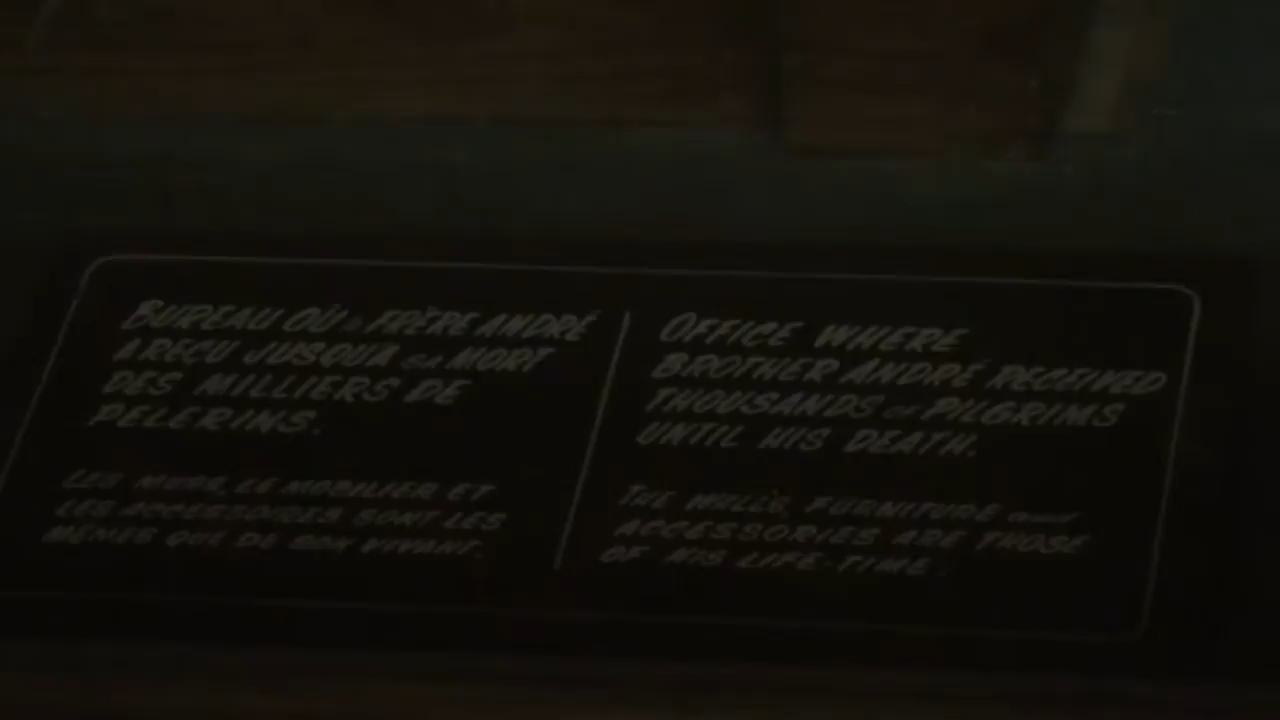 BUREAU OÙ le FRÈRE ANDRÉ
A REÇU JUSQU'À SA MORT
DES MILLIERS DE
PELERINS.
LES MURS, LE MOBILIER ET
LES ACCESSOIRES SONT LES
MÊMES QUE DE SON VIVANT.
OFFICE WHERE
BROTHER ANDRÉ RECEIVED
THOUSANDS of PILGRIMS
UNTIL HIS DEATH.
THE WALLS, FURNITURE and
ACCESSORIES ARE THOSE
OF HIS LIFE-TIME.